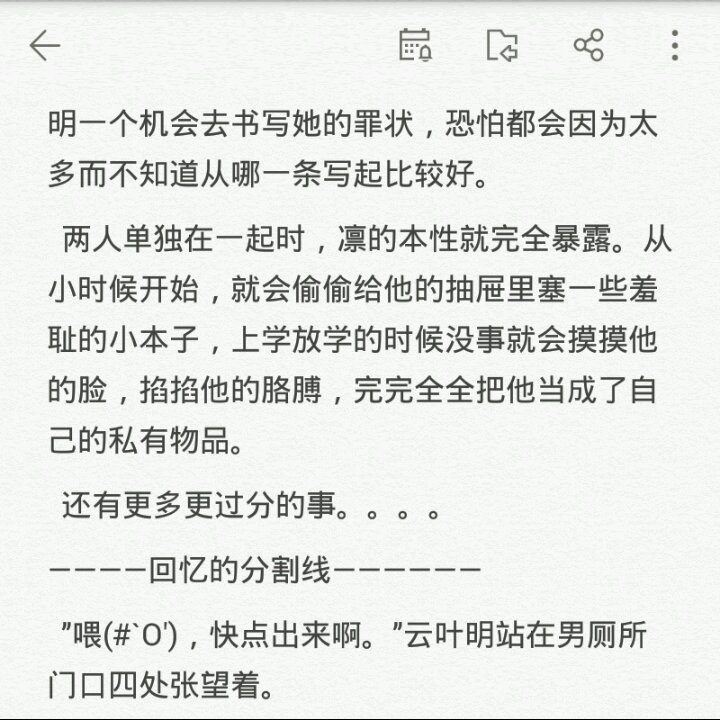 明一个机会去书写她的罪状，恐怕都会因为太
多而不知道从哪一条写起比较好。
两人单独在一起时，凛的本性就完全暴露。从
小时候开始，就会偷偷给他的抽屉里塞一些羞
耻的小本子，上学放学的时候没事就会摸摸他
的脸，掐掐他的胳膊，完完全全把他当成了自
己的私有物品。
还有更多更过分的事。。。。
————回忆的分割线——————
”喂(#`O')，快点出来啊。”云叶明站在男厕所
门口四处张望着。